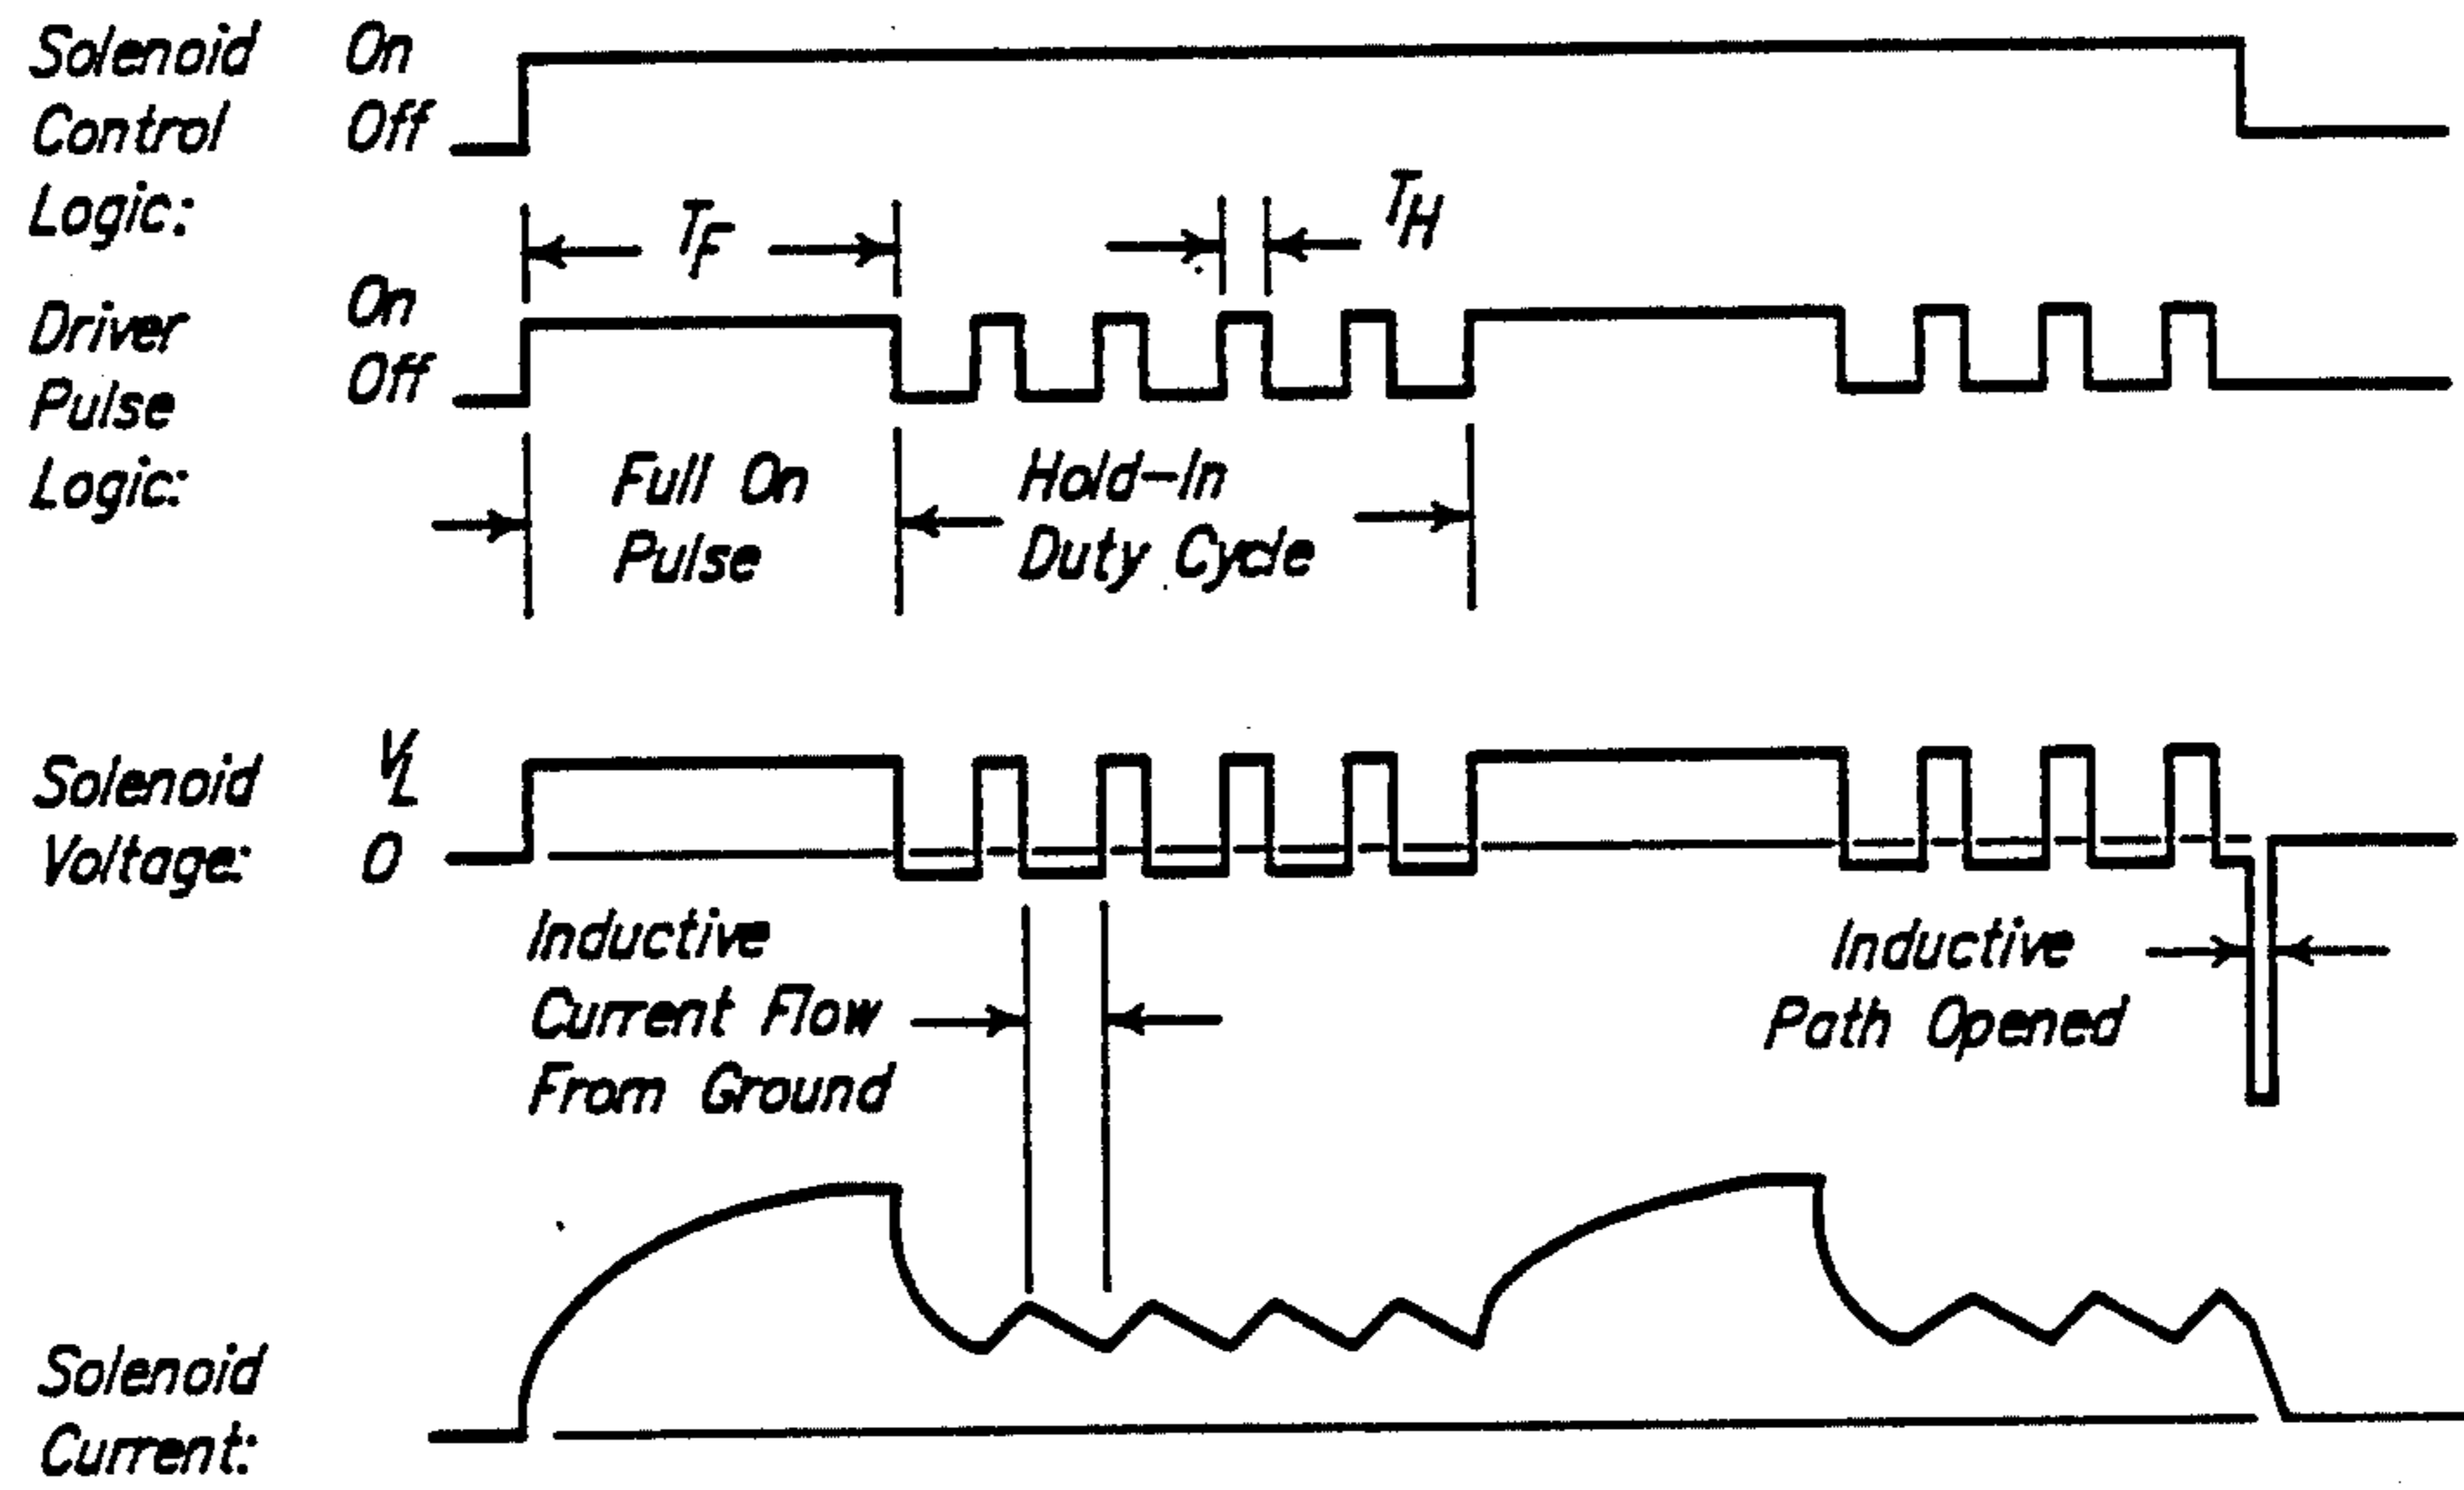 Solenoid
Control
Logic:
On
Off
T_F
T_H
Driver
Pulse
Logic:
On
Off
Full On
Pulse
Hold-In
Duty Cycle
Solenoid
Voltage:
V_L
0
Inductive
Current Flow
From Ground
Inductive
Path Opened
Solenoid
Current: